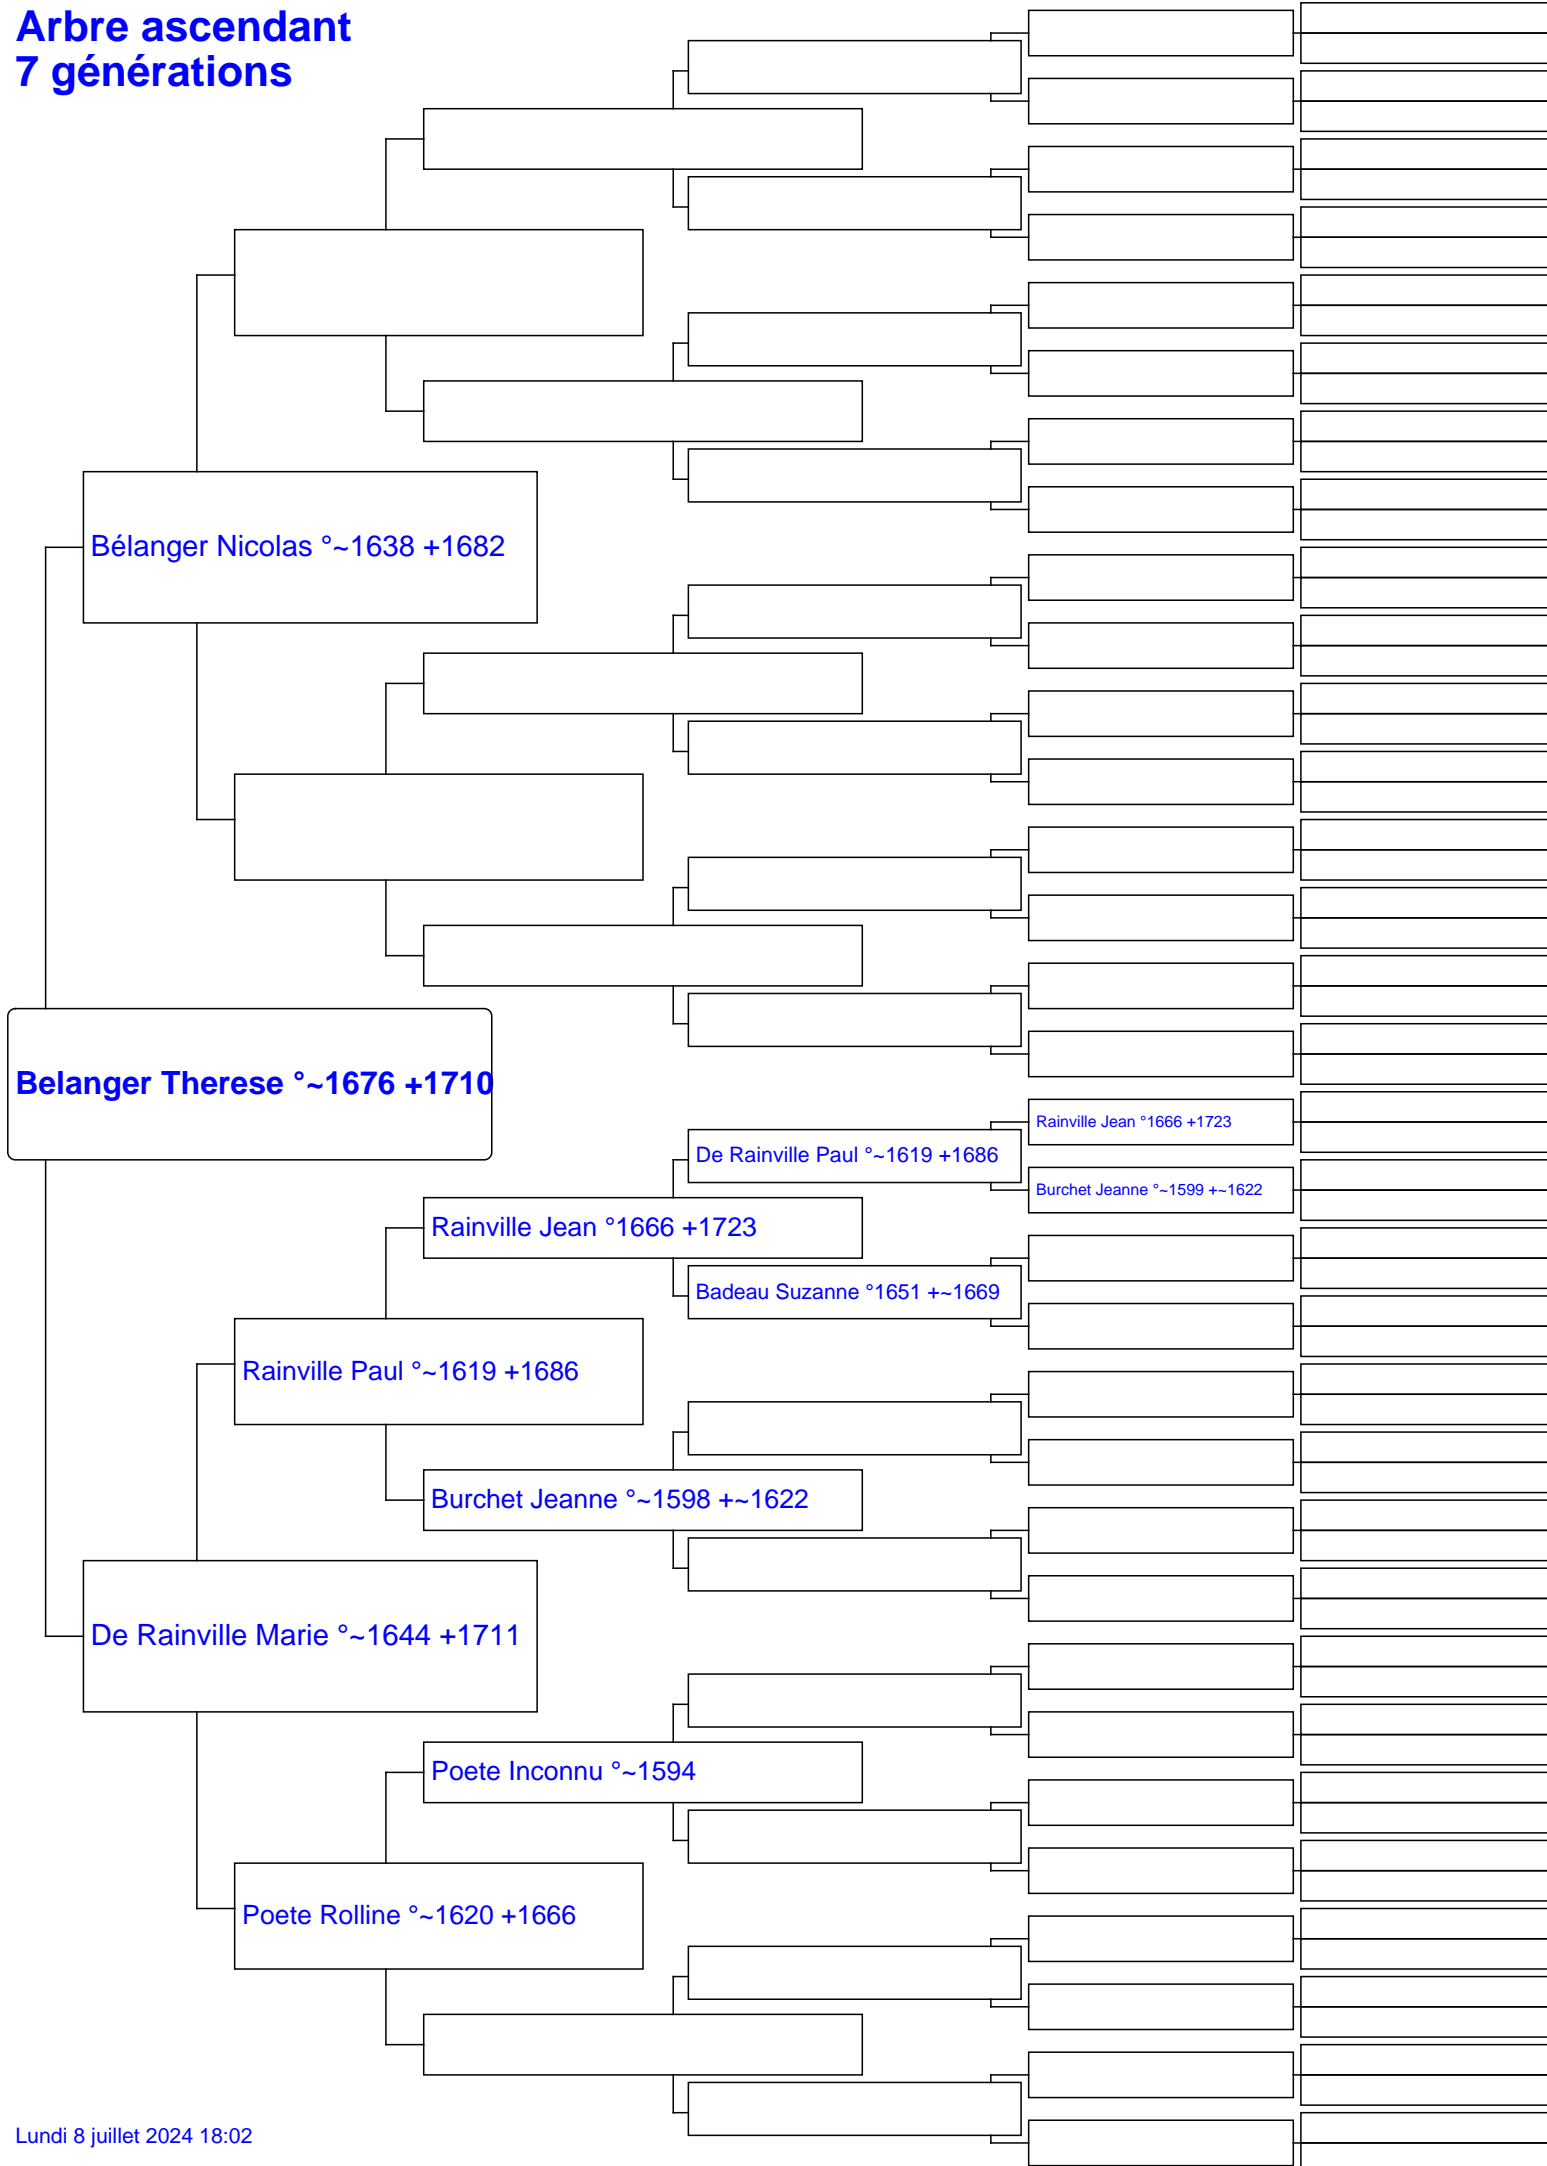 Arbre ascendant
7 générations
Bélanger Nicolas °~1638 +1682
Belanger Therese °~1676 +1710
Rainville Jean °1666 +1723
De Rainville Paul °~1619 +1686
Burchet Jeanne °~1599 +~1622
Rainville Jean °1666 +1723
Badeau Suzanne °1651 +~1669
Rainville Paul °~1619 +1686
Burchet Jeanne °~1598 +~1622
De Rainville Marie °~1644 +1711
Poete Inconnu °~1594
Poete Rolline °~1620 +1666
Lundi 8 juillet 2024 18:02